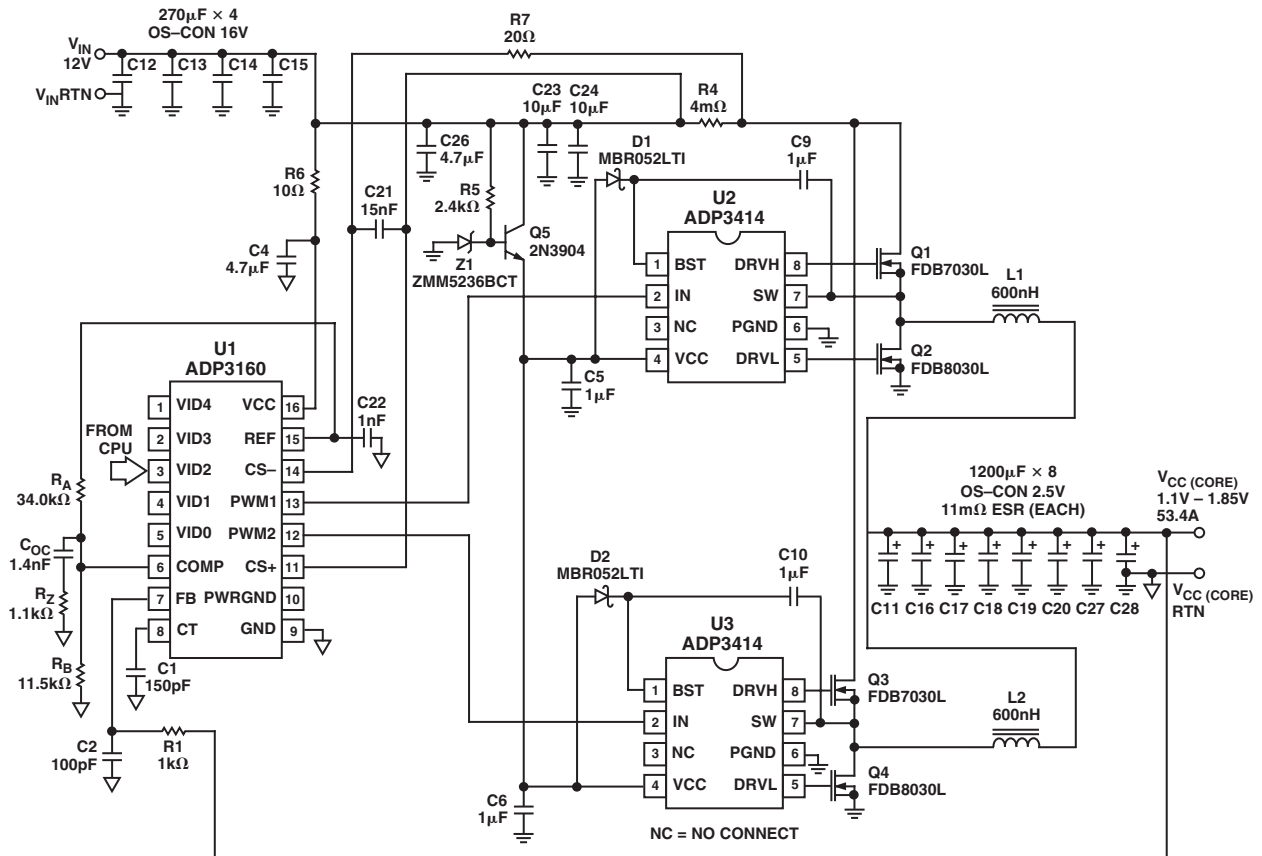 270μF × 4
OS–CON 16V
VIN
12V
C12
C13
C14
C15
VINRTN
R7
20Ω
C23
10μF
C24
10μF
R4
4mΩ
C26
4.7μF
D1
MBR052LTI
C9
1μF
R6
10Ω
C21
15nF
R5
2.4kΩ
Q5
2N3904
Z1
ZMM5236BCT
C4
4.7μF
U2
ADP3414
1 BST DRVH 8
2 IN SW 7
3 NC PGND 6
4 VCC DRVL 5
Q1
FDB7030L
L1
600nH
Q2
FDB8030L
C5
1μF
U1
ADP3160
1 VID4 VCC 16
2 VID3 REF 15
3 VID2 CS– 14
4 VID1 PWM1 13
5 VID0 PWM2 12
6 COMP CS+ 11
7 FB PWRGND 10
8 CT GND 9
FROM
CPU
C22
1nF
RA
34.0kΩ
COC
1.4nF
RZ
1.1kΩ
RB
11.5kΩ
C1
150pF
C2
100pF
R1
1kΩ
1200μF × 8
OS–CON 2.5V
11mΩ ESR (EACH)
VCC (CORE)
1.1V – 1.85V
53.4A
+ + + + + + + +
C11 C16 C17 C18 C19 C20 C27 C28
VCC (CORE)
RTN
D2
MBR052LTI
C10
1μF
U3
ADP3414
1 BST DRVH 8
2 IN SW 7
3 NC PGND 6
4 VCC DRVL 5
Q3
FDB7030L
L2
600nH
Q4
FDB8030L
C6
1μF
NC = NO CONNECT